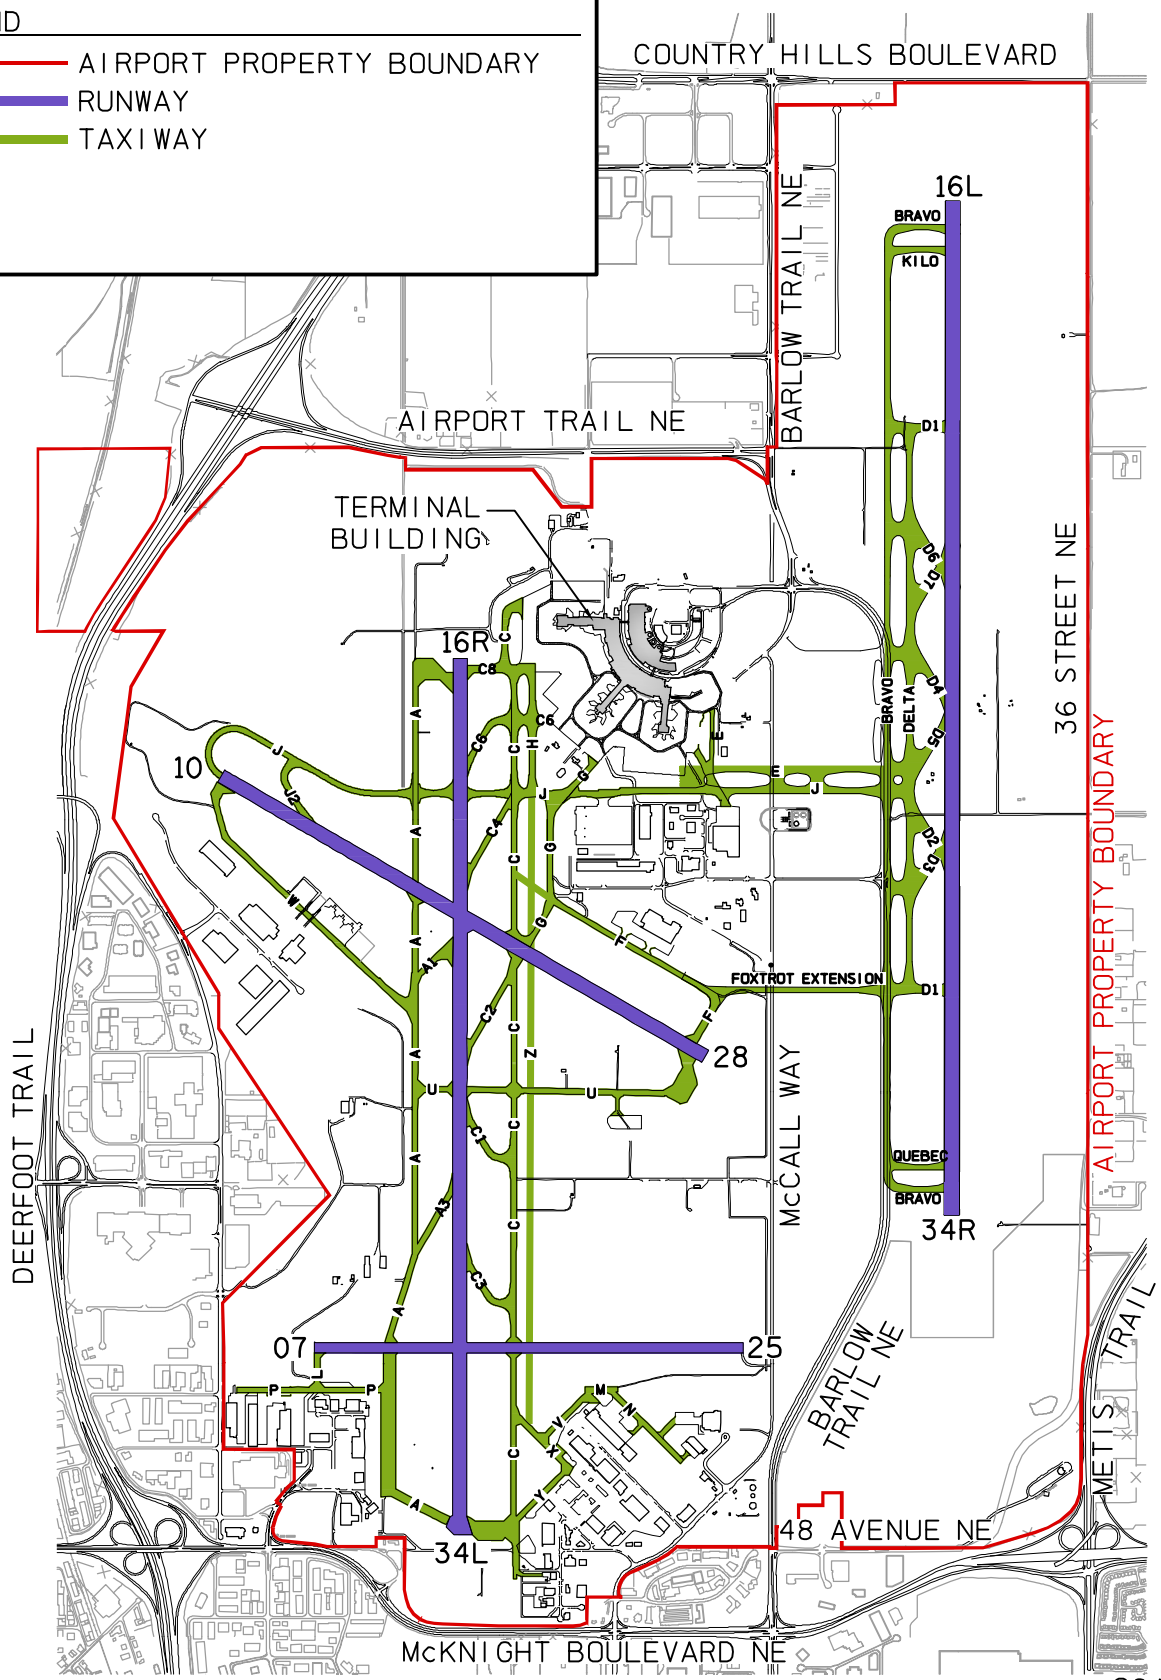 COUNTRY HILLS BOULEVARD
AIRPORT PROPERTY BOUNDARY
RUNWAY
TAXIWAY
BARLOW TRAIL NE
16L
BRAVO
KILO
AIRPORT TRAIL NE
D1
TERMINAL
BUILDING
36 STREET NE
D6
D7
16R
C
C8
D4
BRAVO
DELTA
A
C6
C6
E
D5
AIRPORT PROPERTY BOUNDARY
J
C
H
10
G
E
J2
J
J
A
C4
D2
G
C
D3
W
G
F
A
A1
FOXTROT EXTENSION
D1
C2
F
C
A
Z
28
DEERFOOT TRAIL
McCALL WAY
U
U
C1
C
A
QUEBEC
BRAVO
A3
C
34R
C3
A
METIS TRAIL
07
25
BARLOW
TRAIL NE
L
P
P
M
N
V
X
C
Y
A
48 AVENUE NE
34L
McKNIGHT BOULEVARD NE